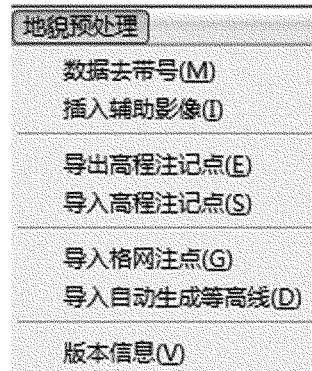 地貌预处理
数据去带号(M)
插入辅助影像(I)
导出高程注记点(E)
导入高程注记点(S)
导入格网注点(G)
导入自动生成等高线(D)
版本信息(V)